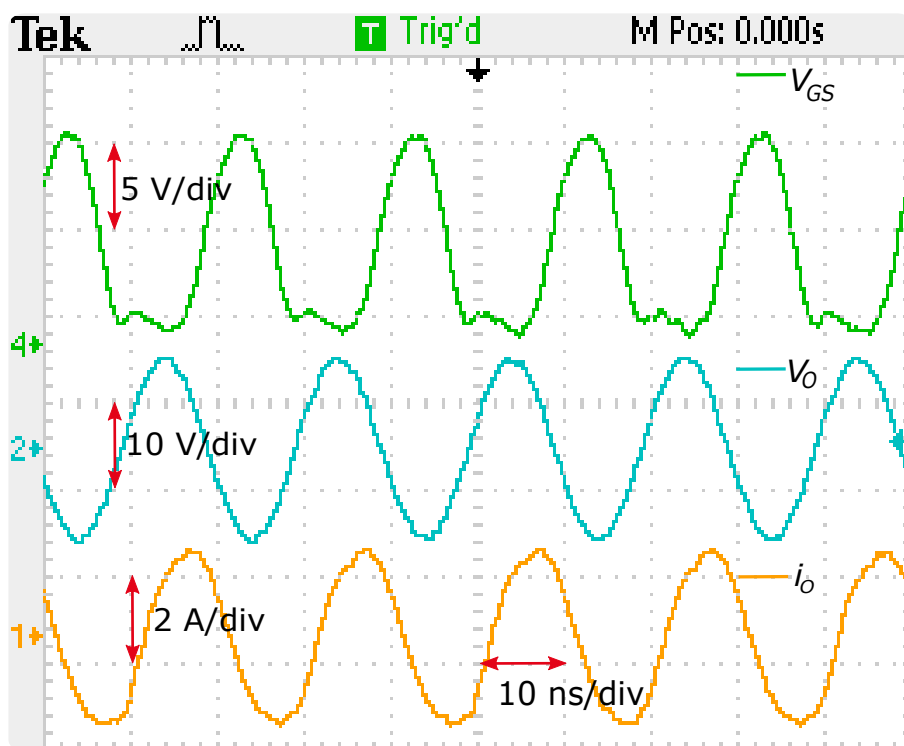 Tek T Trig'd M Pos: 0.000s
V_GS
5 V/div
4
V_O
10 V/div
2
i_O
2 A/div
1
10 ns/div